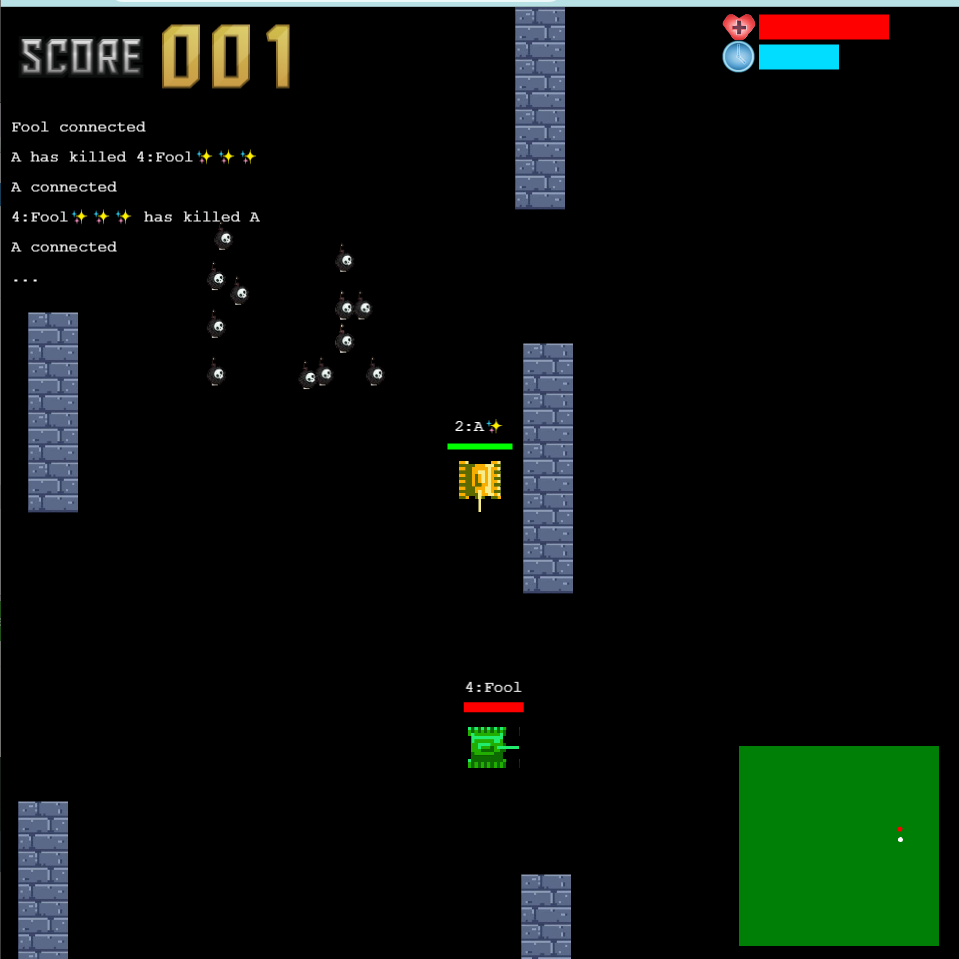 SCORE 001
Fool connected
A has killed 4:Fool✨✨✨
A connected
4:Fool✨✨✨ has killed A
A connected
...
2:A✨
4:Fool